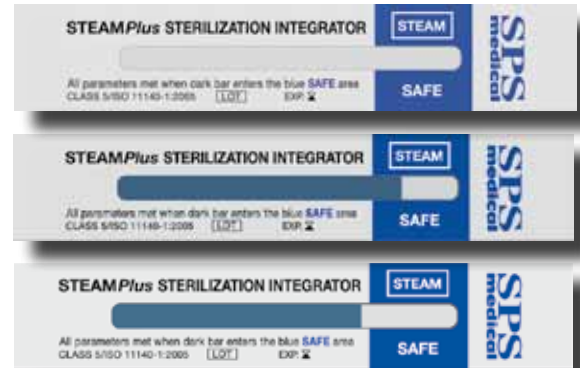 STEAMPlus STERILIZATION INTEGRATOR
STEAM
All parameters met when dark bar enters the blue SAFE area
CLASS 5/ISO 11140-1:2005 LOT EXP.
SAFE
SPS medical
STEAMPlus STERILIZATION INTEGRATOR
STEAM
All parameters met when dark bar enters the blue SAFE area
CLASS 5/ISO 11140-1:2005 LOT EXP.
SAFE
SPS medical
STEAMPlus STERILIZATION INTEGRATOR
STEAM
All parameters met when dark bar enters the blue SAFE area
CLASS 5/ISO 11140-1:2005 LOT EXP.
SAFE
SPS medical